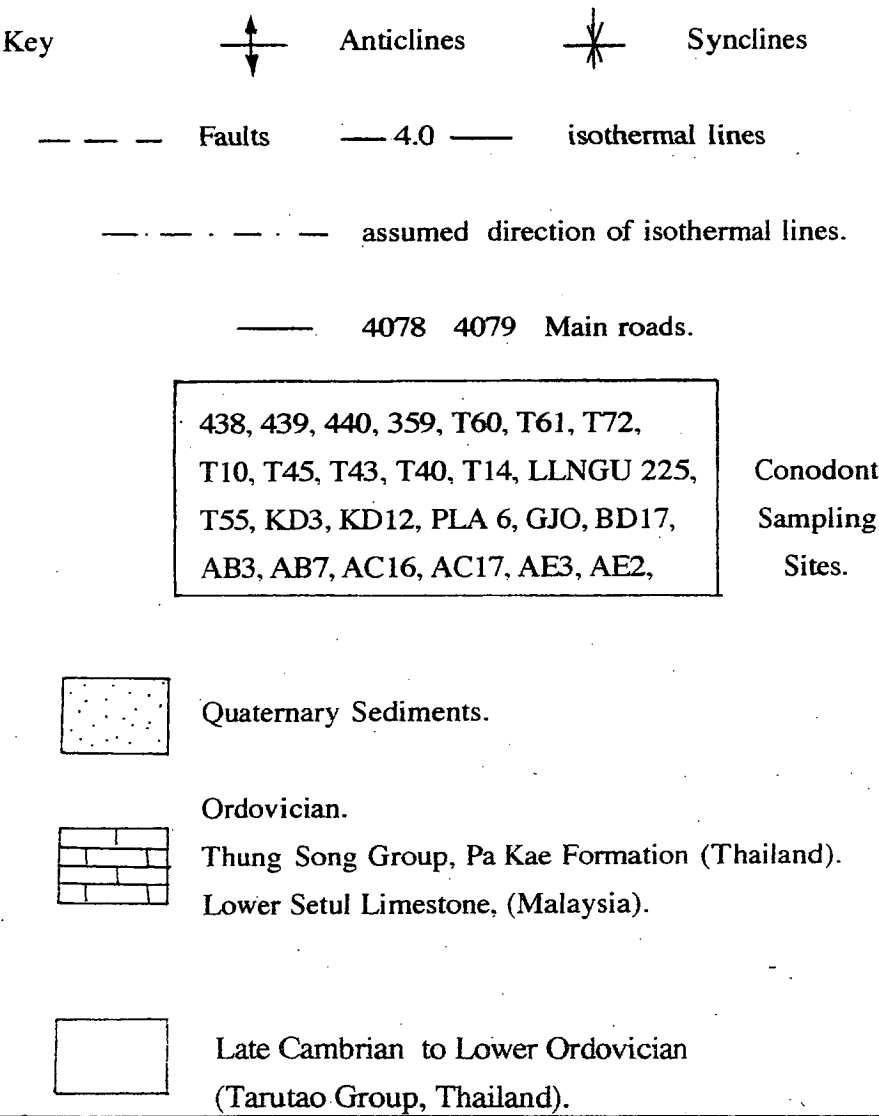 Key Anticlines Synclines
Faults 4.0 isothermal lines
assumed direction of isothermal lines.
4078 4079 Main roads.
438, 439, 440, 359, T60, T61, T72,
T10, T45, T43, T40, T14, LLNGU 225,
T55, KD3, KD12, PLA 6, GJO, BD17,
AB3, AB7, AC16, AC17, AE3, AE2,
Conodont
Sampling
Sites.
Quaternary Sediments.
Ordovician.
Thung Song Group, Pa Kae Formation (Thailand).
Lower Setul Limestone, (Malaysia).
Late Cambrian to Lower Ordovician
(Tarutao Group, Thailand).